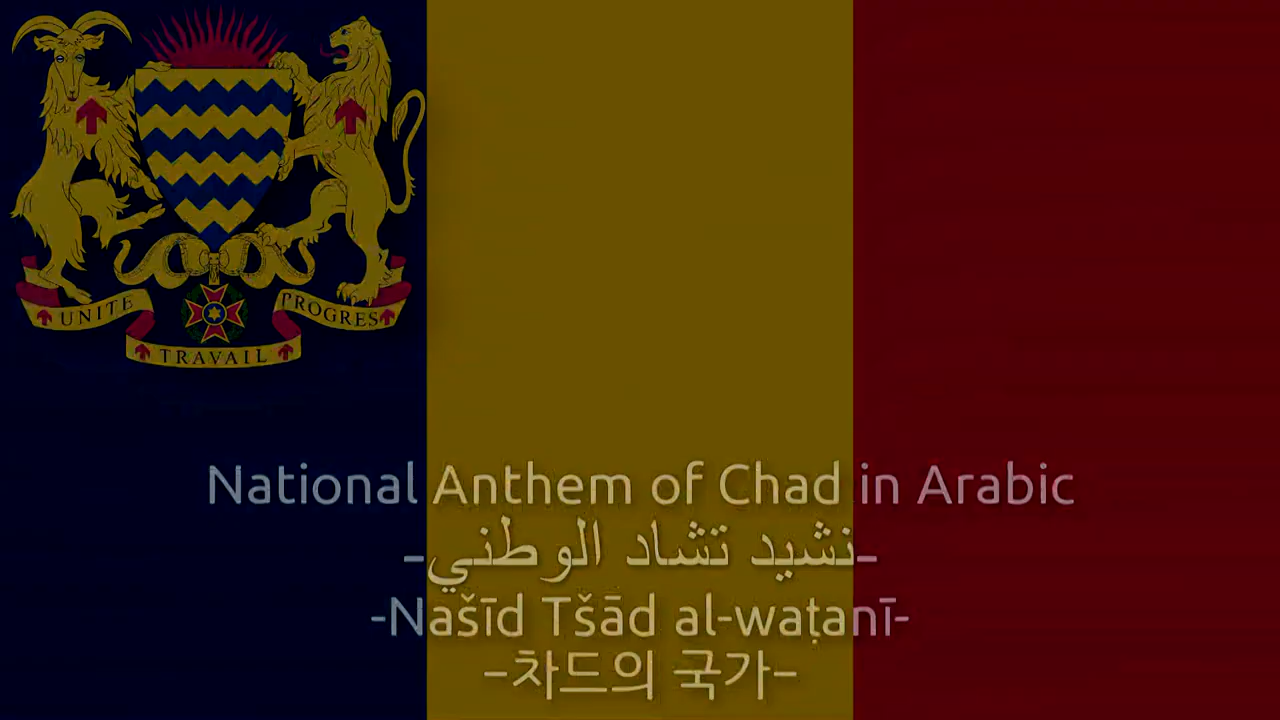 UNITE
PROGRES
TRAVAIL
National Anthem of Chad in Arabic
-نشيد تشاد الوطني-
-Našīd Tšād al-waṭanī-
-차드의 국가-